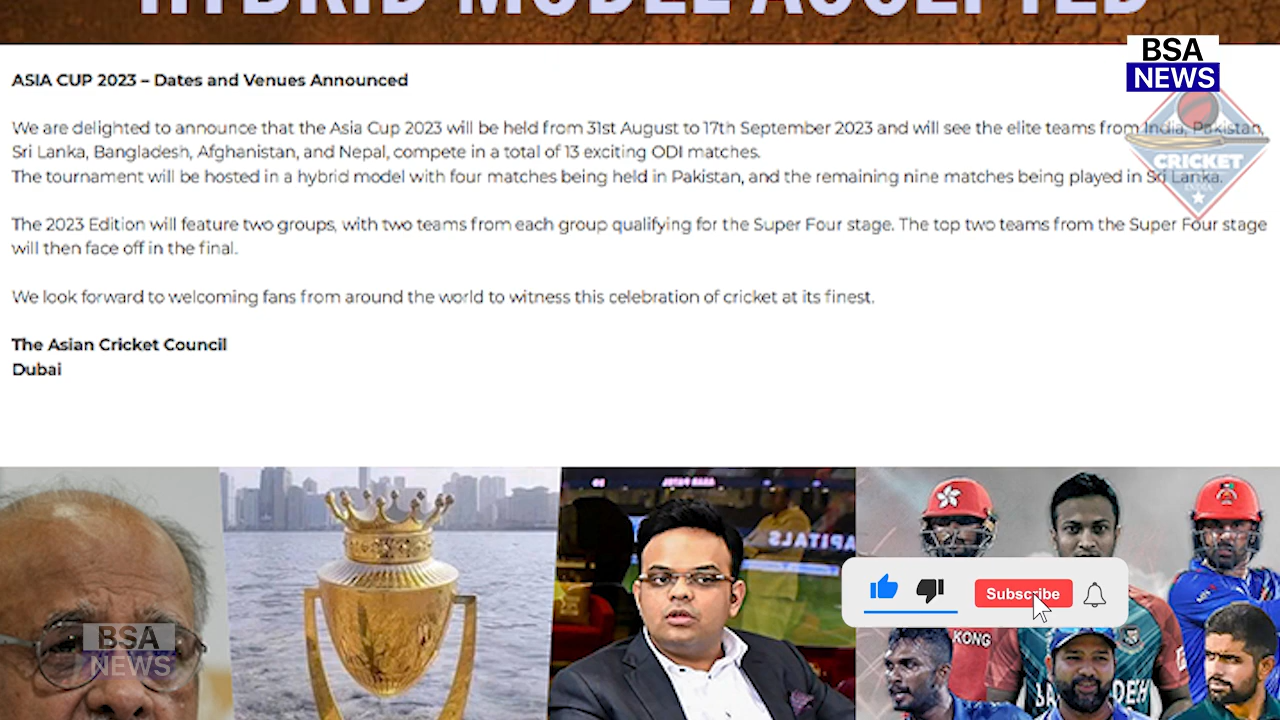 HYBRID MODEL ACCEPTED
BSA
NEWS
ASIA CUP 2023 – Dates and Venues Announced
We are delighted to announce that the Asia Cup 2023 will be held from 31st August to 17th September 2023 and will see the elite teams from India, Pakistan,
Sri Lanka, Bangladesh, Afghanistan, and Nepal, compete in a total of 13 exciting ODI matches.
The tournament will be hosted in a hybrid model with four matches being held in Pakistan, and the remaining nine matches being played in Sri Lanka.
CRICKET
INDIA
The 2023 Edition will feature two groups, with two teams from each group qualifying for the Super Four stage. The top two teams from the Super Four stage
will then face off in the final.
We look forward to welcoming fans from around the world to witness this celebration of cricket at its finest.
The Asian Cricket Council
Dubai
Subscribe
KONG
BSA
NEWS